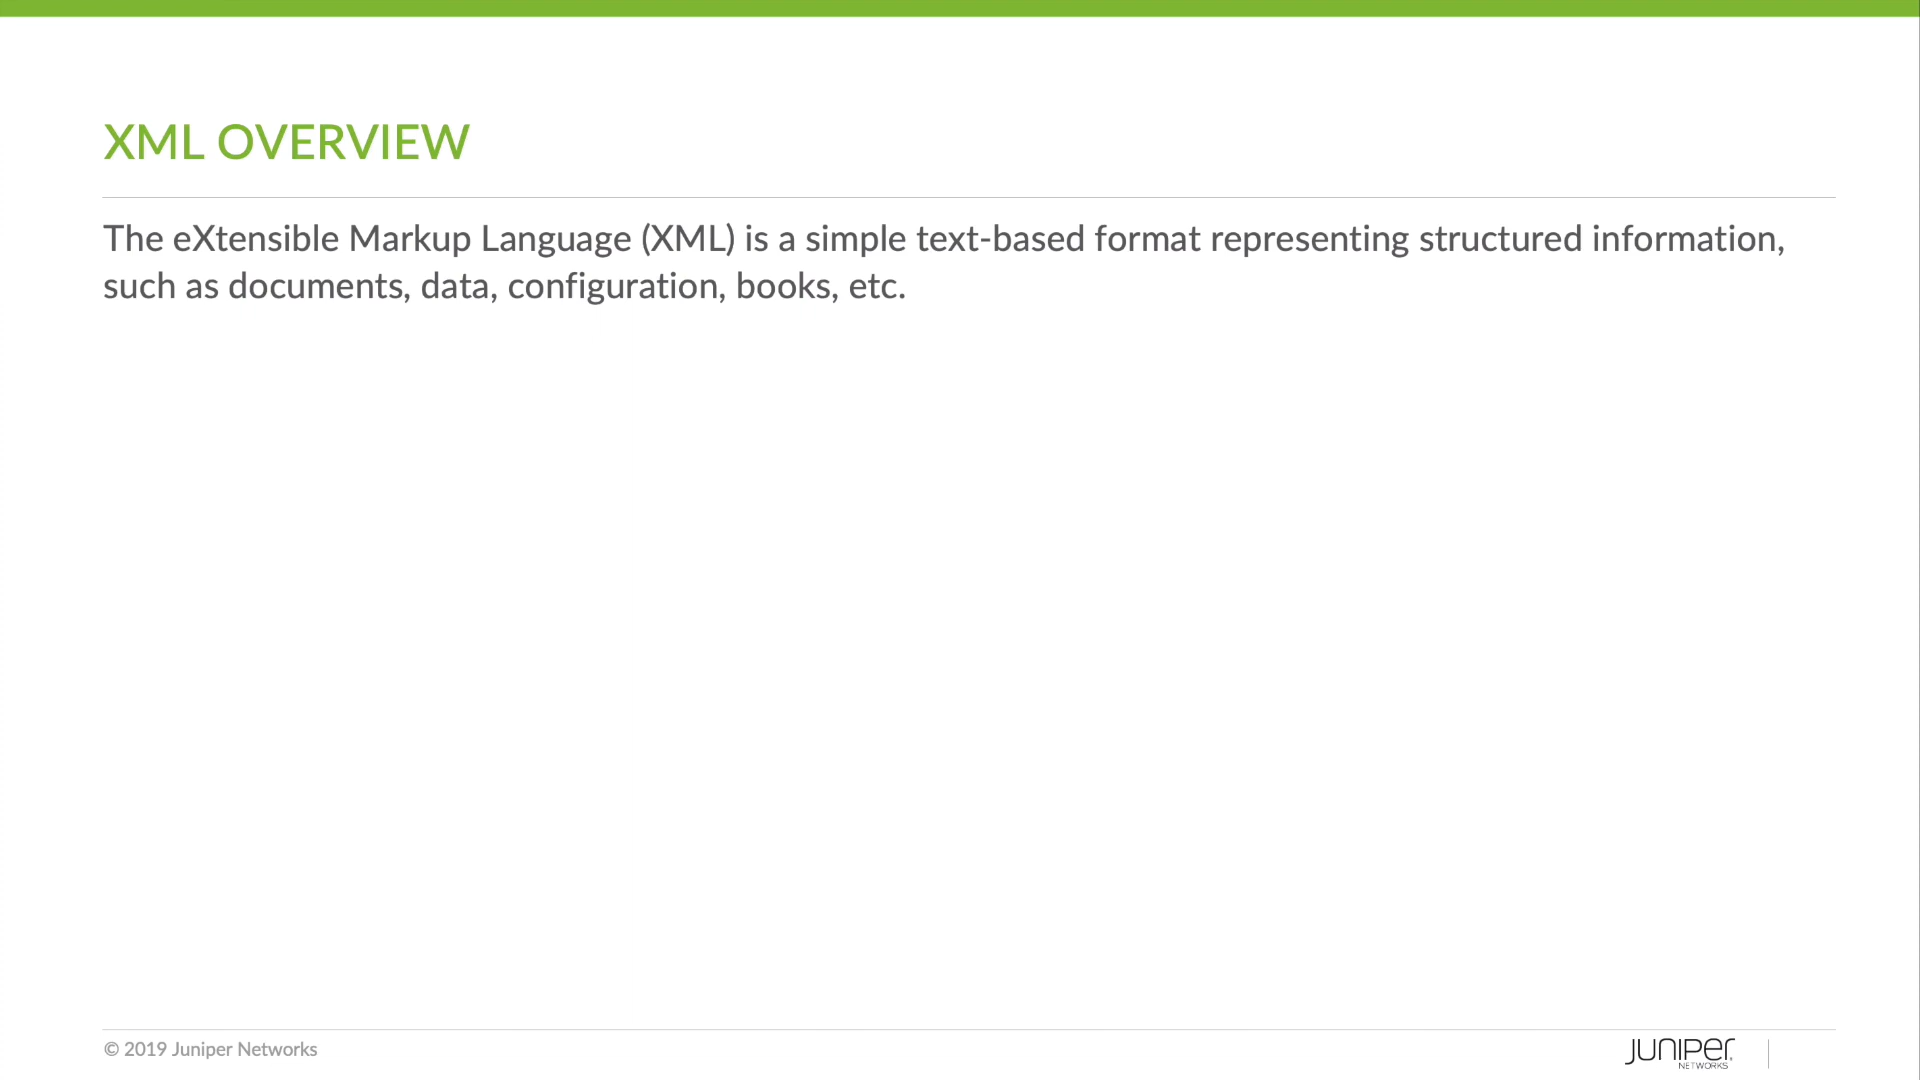 XML OVERVIEW
The eXtensible Markup Language (XML) is a simple text-based format representing structured information,
such as documents, data, configuration, books, etc.
© 2019 Juniper Networks
JUNIPEr
NETWORKS